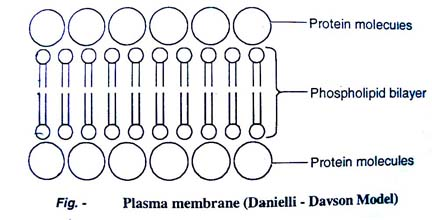 Protein molecules
Phospholipid bilayer
Protein molecules
Fig. - Plasma membrane (Danielli - Davson Model)